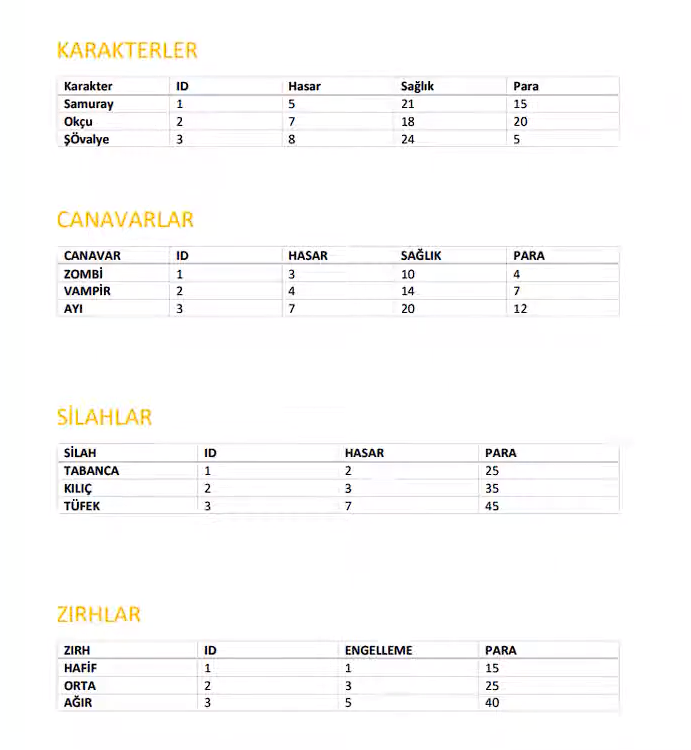 KARAKTERLER
Karakter ID Hasar Sağlık Para
Samuray 1 5 21 15
Okçu 2 7 18 20
ŞÖvalye 3 8 24 5
CANAVARLAR
CANAVAR ID HASAR SAĞLIK PARA
ZOMBİ 1 3 10 4
VAMPİR 2 4 14 7
AYI 3 7 20 12
SİLAHLAR
SİLAH ID HASAR PARA
TABANCA 1 2 25
KILIÇ 2 3 35
TÜFEK 3 7 45
ZIRHLAR
ZIRH ID ENGELLEME PARA
HAFİF 1 1 15
ORTA 2 3 25
AĞIR 3 5 40